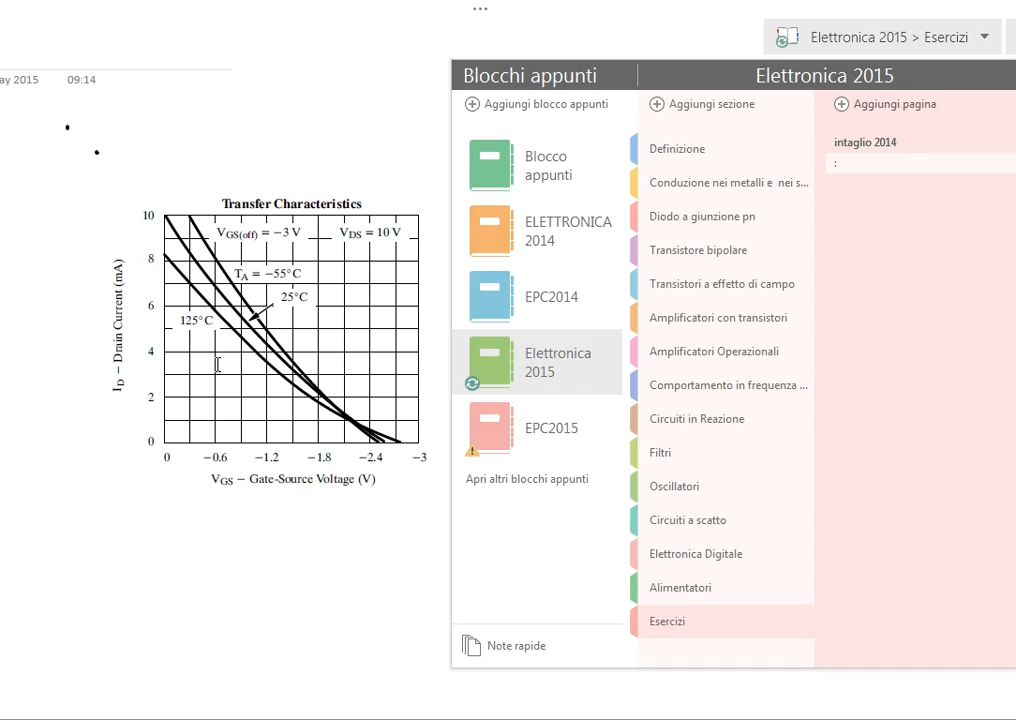 Elettronica 2015 > Esercizi
ay 2015 09:14
Blocchi appunti
Elettronica 2015
Aggiungi blocco appunti
Aggiungi sezione
Aggiungi pagina
Blocco
appunti
ELETTRONICA
2014
EPC2014
Elettronica
2015
EPC2015
Apri altri blocchi appunti
Note rapide
Definizione
Conduzione nei metalli e nei s...
Diodo a giunzione pn
Transistore bipolare
Transistori a effetto di campo
Amplificatori con transistori
Amplificatori Operazionali
Comportamento in frequenza ...
Circuiti in Reazione
Filtri
Oscillatori
Circuiti a scatto
Elettronica Digitale
Alimentatori
Esercizi
intaglio 2014
:
Transfer Characteristics
VGS(off) = −3 V
VDS = 10 V
TA = −55°C
25°C
125°C
ID – Drain Current (mA)
10
8
6
4
2
0
0 −0.6 −1.2 −1.8 −2.4 −3
VGS – Gate-Source Voltage (V)